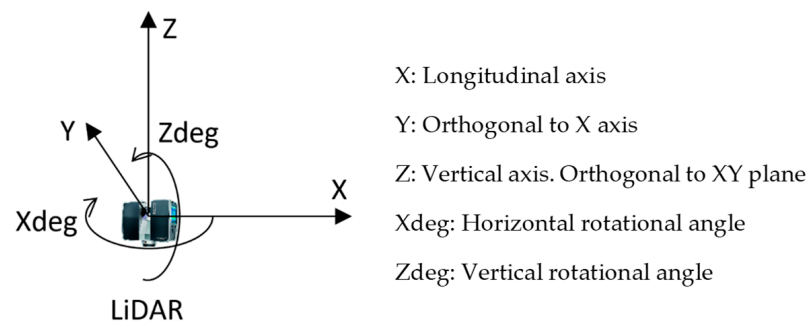 Z
Y
Zdeg
X
Xdeg
LiDAR
X: Longitudinal axis
Y: Orthogonal to X axis
Z: Vertical axis. Orthogonal to XY plane
Xdeg: Horizontal rotational angle
Zdeg: Vertical rotational angle